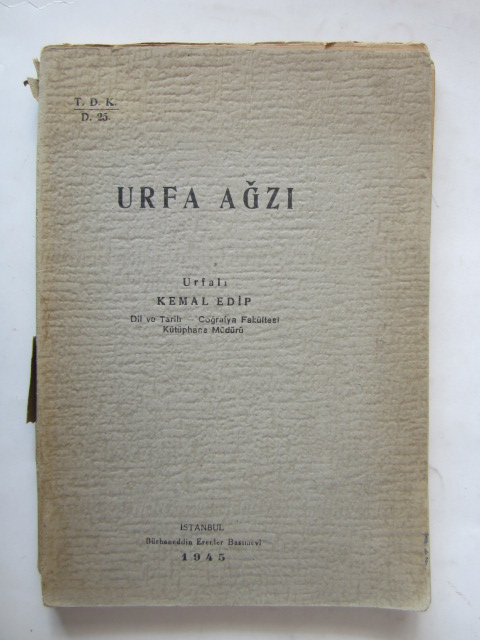 T. D. K.
D. 25.
URFA AĞZI
Urfalı
KEMAL EDİP
Dil ve Tarih - Coğrafya Fakültesi
Kütüphane Müdürü
İSTANBUL
Bürhaneddin Erenler Basımevi
1945